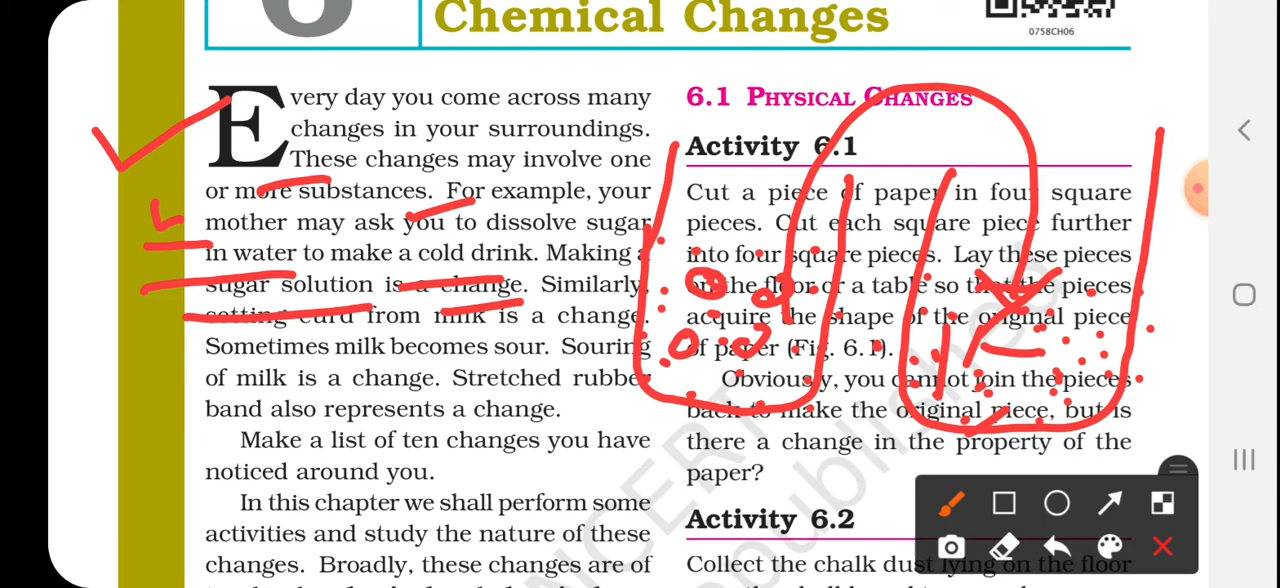 6
Chemical Changes
0758CH06
Every day you come across many
changes in your surroundings.
These changes may involve one
or more substances. For example, your
mother may ask you to dissolve sugar
in water to make a cold drink. Making a
sugar solution is a change. Similarly,
setting curd from milk is a change.
Sometimes milk becomes sour. Souring
of milk is a change. Stretched rubber
band also represents a change.
Make a list of ten changes you have
noticed around you.
In this chapter we shall perform some
activities and study the nature of these
changes. Broadly, these changes are of
6.1 PHYSICAL CHANGES
Activity 6.1
Cut a piece of paper in four square
pieces. Cut each square piece further
into four square pieces. Lay these pieces
on the floor or a table so that the pieces
acquire the shape of the original piece
of paper (Fig. 6.1).
Obviously, you cannot join the pieces
back to make the original piece, but is
there a change in the property of the
paper?
Activity 6.2
Collect the chalk dust lying on the floor